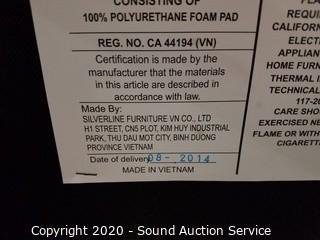 CONSISTING OF
100% POLYURETHANE FOAM PAD
REG. NO. CA 44194 (VN)
Certification is made by the
manufacturer that the materials
in this article are described in
accordance with law.
Made By:
SILVERLINE FURNITURE VN CO., LTD
H1 STREET, CN5 PLOT, KIM HUY INDUSTRIAL
PARK, THU DAU MOT CITY, BINH DUONG
PROVINCE VIETNAM
Date of delivery 08 - 2014
MADE IN VIETNAM
FLA
REQUIR
CALIFOR
ELECT
APPLIAN
HOME FURN
THERMAL I
TECHNICAL
117-20
CARE SHOU
EXERCISED NE
FLAME OR WITH
CIGARET
Copyright 2020 - Sound Auction Service